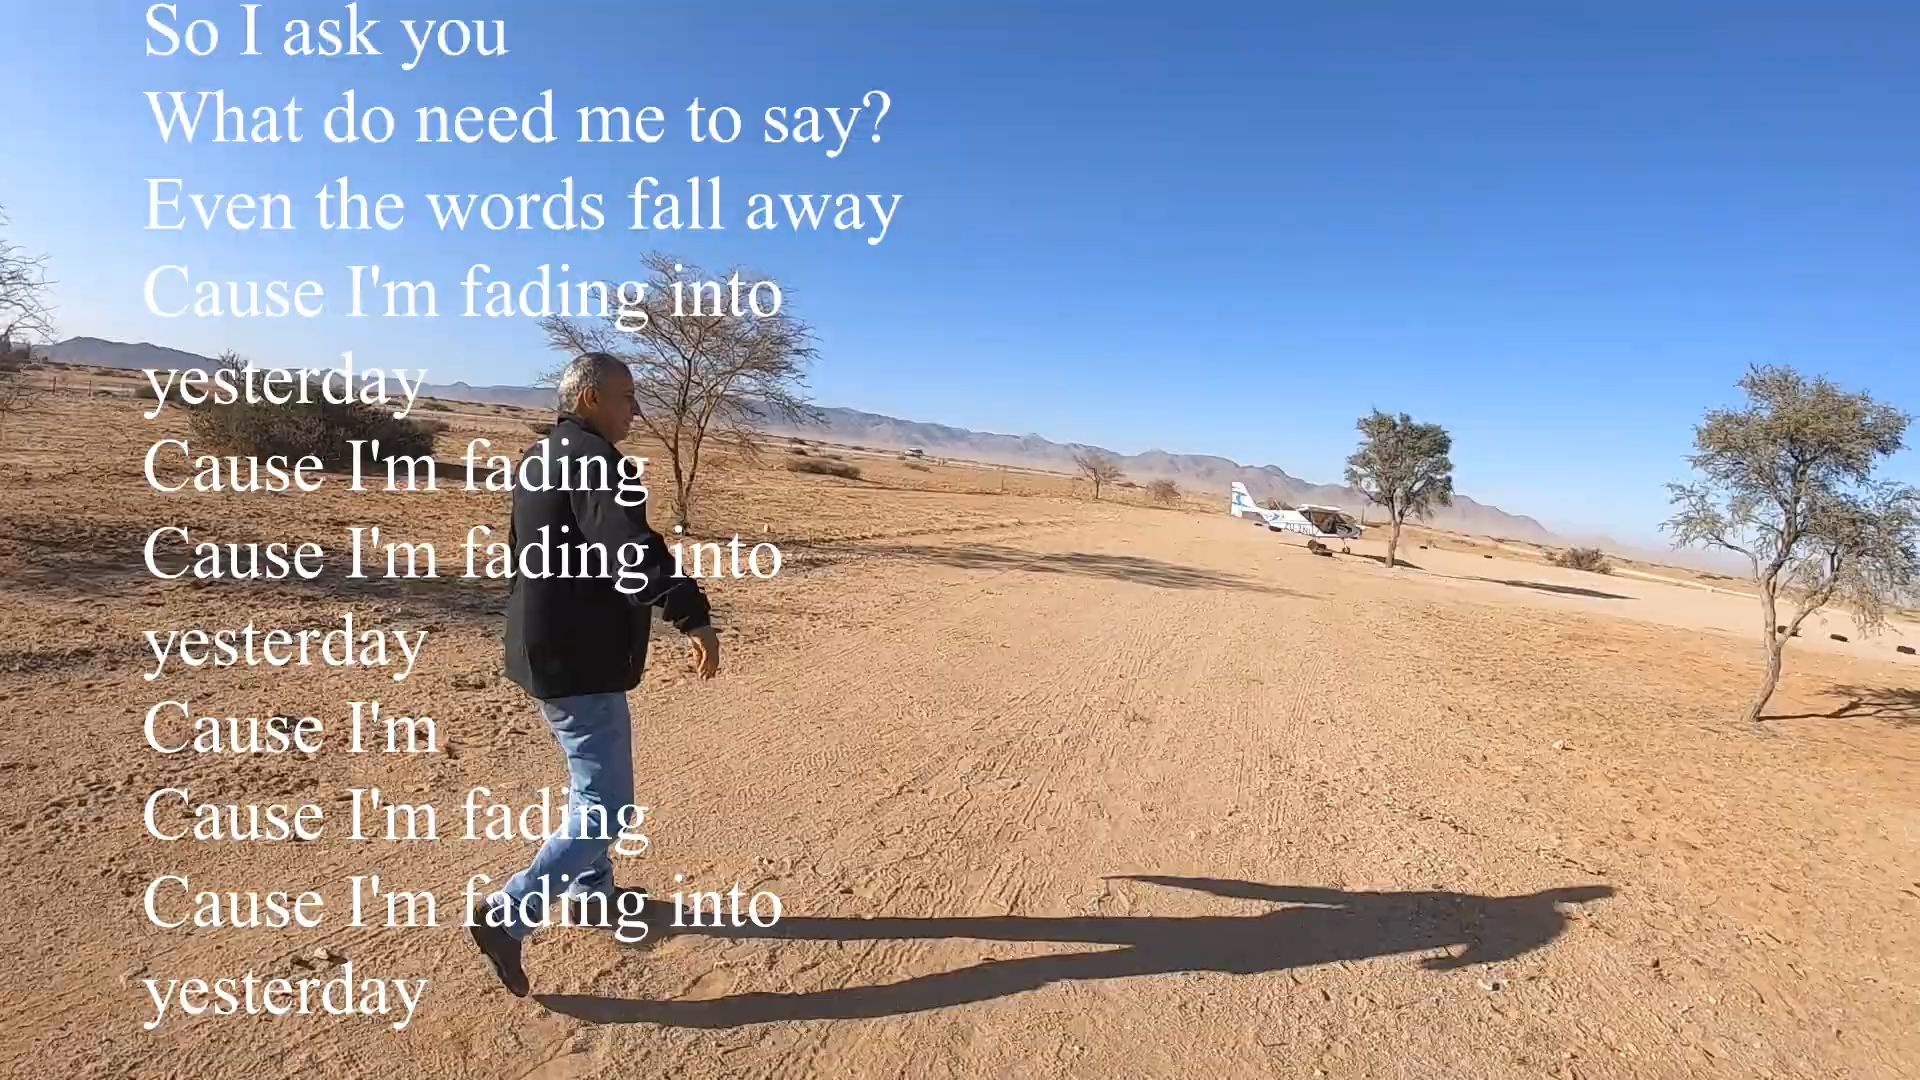 So I ask you
What do need me to say?
Even the words fall away
Cause I'm fading into
yesterday
Cause I'm fading
Cause I'm fading into
yesterday
Cause I'm
Cause I'm fading
Cause I'm fading into
yesterday